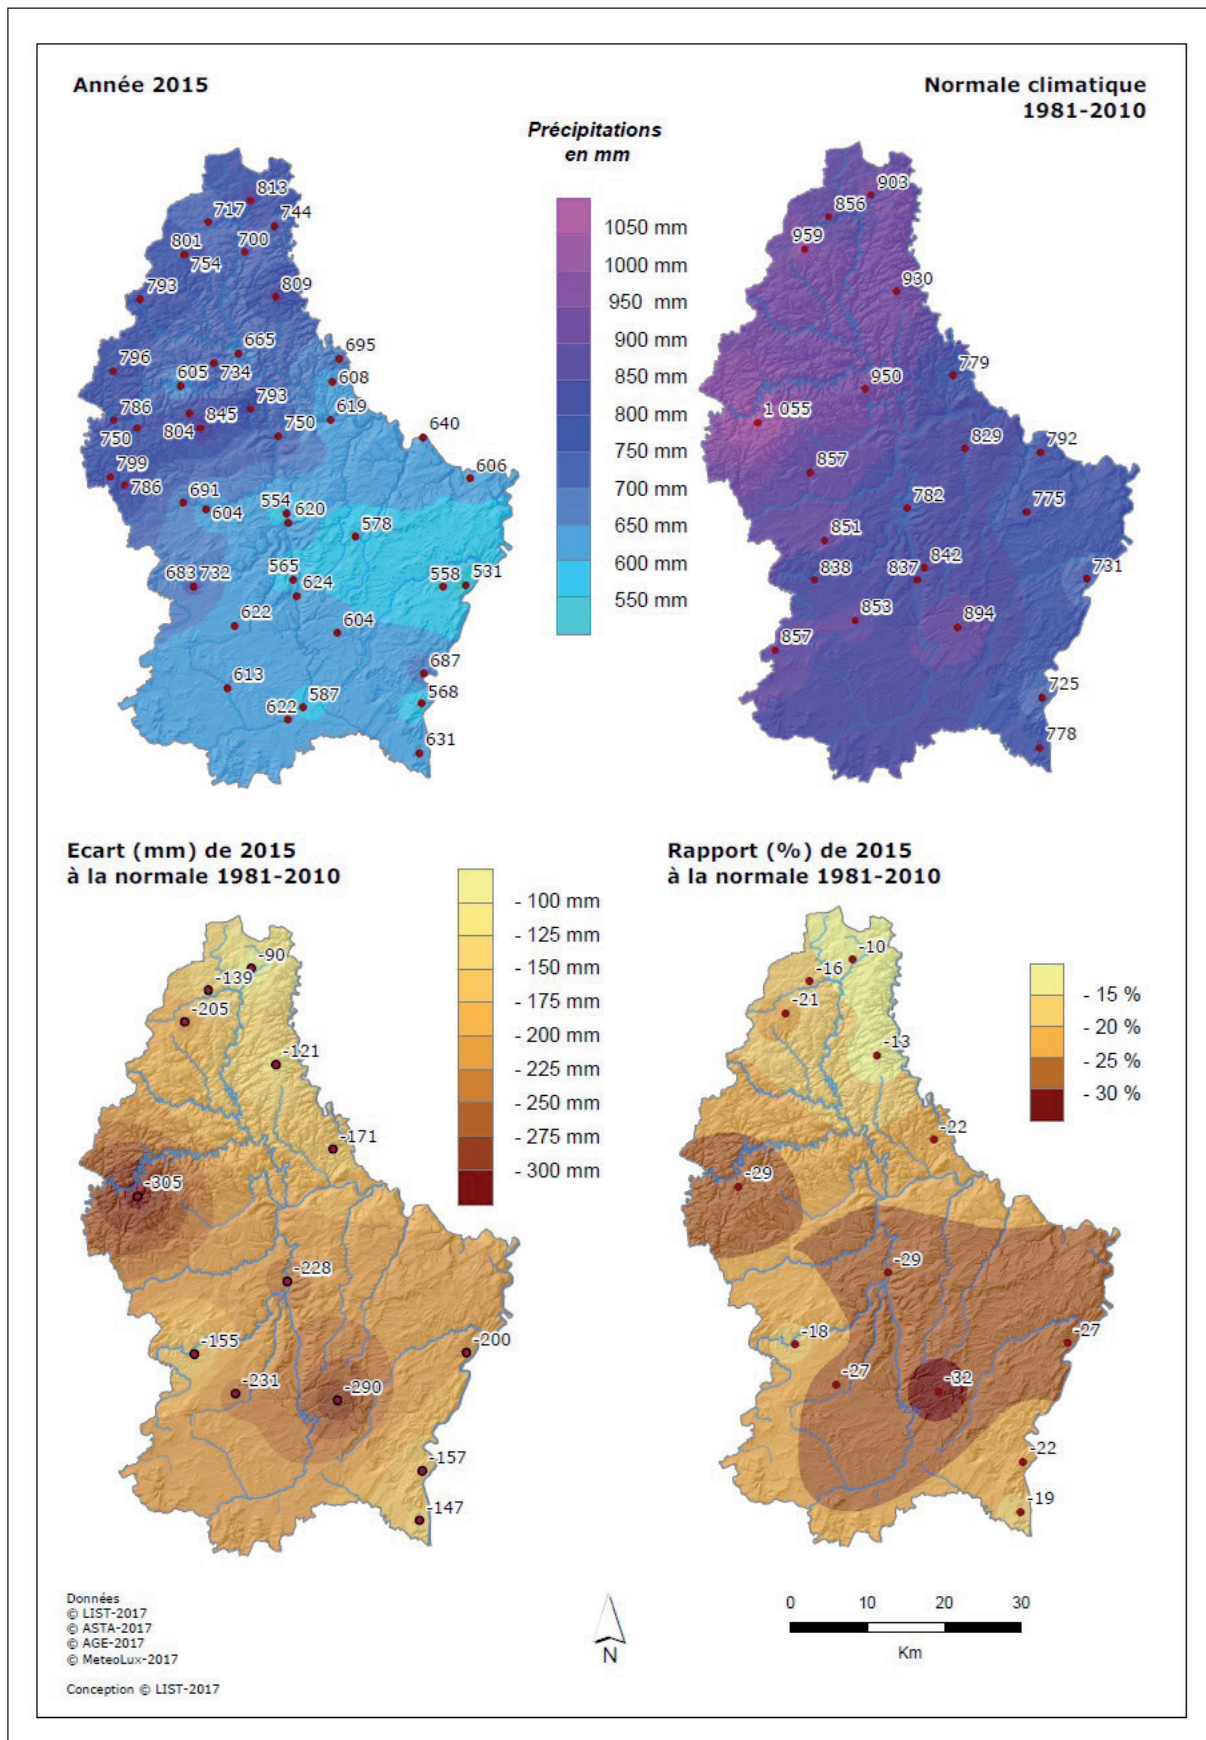 Année 2015
Normale climatique
1981-2010
Précipitations
en mm
1050 mm
1000 mm
950 mm
900 mm
850 mm
800 mm
750 mm
700 mm
650 mm
600 mm
550 mm
813
717
744
801
700
754
793
809
665
695
796
734
605
608
793
845
786
619
750
804
750
640
799
786
606
691
604
554
620
578
565
683
732
624
558
531
622
604
687
613
587
568
622
631
903
856
959
930
779
950
1 055
829
792
857
782
775
851
842
838
837
731
853
894
857
725
778
Ecart (mm) de 2015
à la normale 1981-2010
- 100 mm
- 125 mm
- 150 mm
- 175 mm
- 200 mm
- 225 mm
- 250 mm
- 275 mm
- 300 mm
-90
-139
-205
-121
-171
-305
-228
-155
-200
-231
-290
-157
-147
Rapport (%) de 2015
à la normale 1981-2010
- 15 %
- 20 %
- 25 %
- 30 %
-10
-16
-21
-13
-22
-29
-29
-18
-27
-27
-32
-22
-19
Données
© LIST-2017
© ASTA-2017
© AGE-2017
© MeteoLux-2017
Conception © LIST-2017
N
0 10 20 30
Km